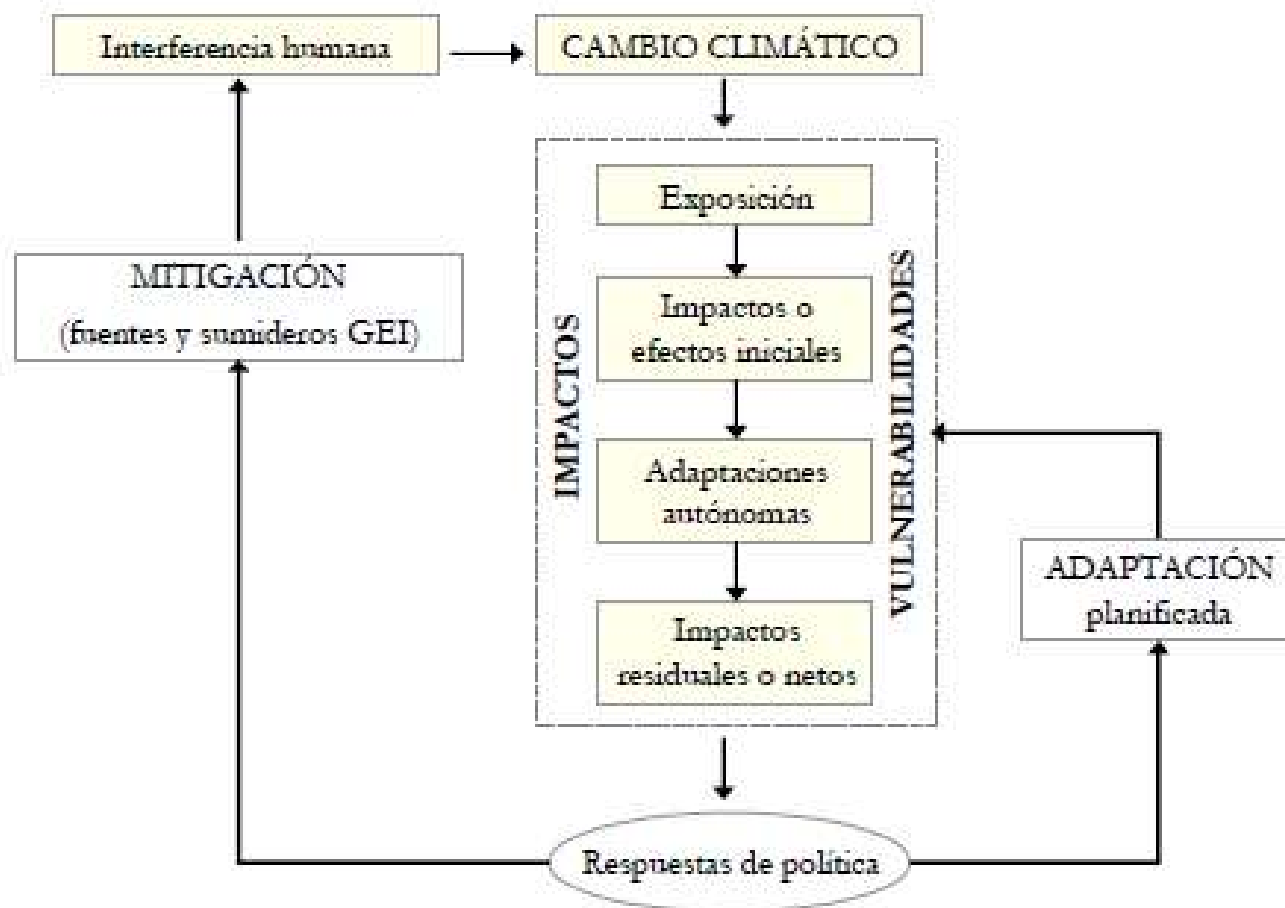 Interferencia humana
CAMBIO CLIMÁTICO
Exposición
MITIGACIÓN
(fuentes y sumideros GEI)
Impactos o
efectos iniciales
IMPACTOS
VULNERABILIDADES
Adaptaciones
autónomas
ADAPTACIÓN
planificada
Impactos
residuales o netos
Respuestas de política